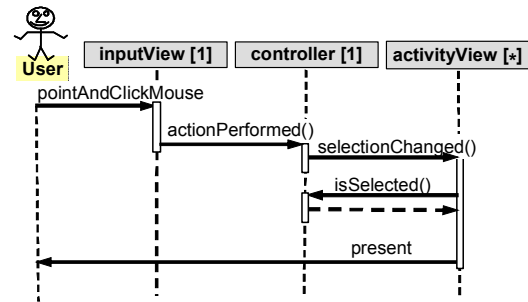 User
inputView [1]
controller [1]
activityView [*]
pointAndClickMouse
actionPerformed()
selectionChanged()
isSelected()
present